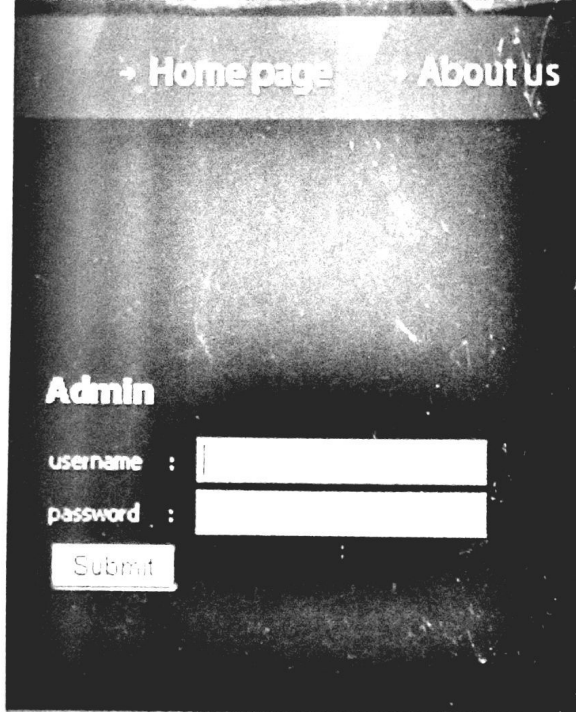 → Home page → About us
Admin
username :
password :
Submit